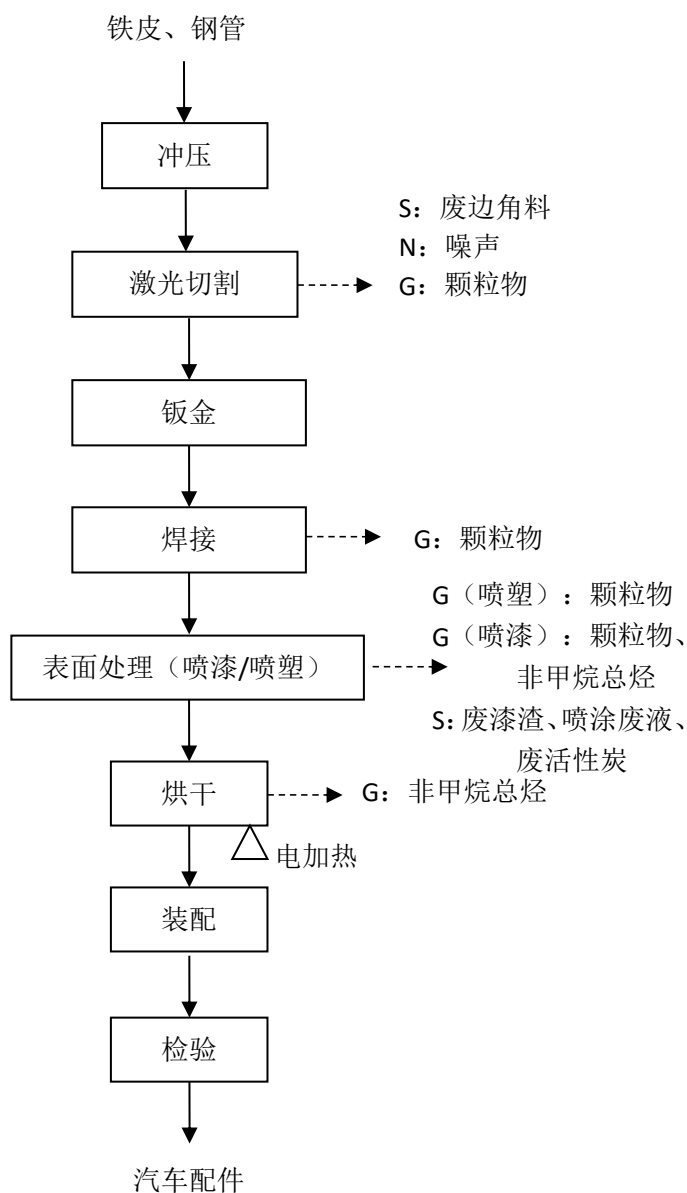 铁皮、钢管
冲压
S：废边角料
N：噪声
激光切割
G：颗粒物
钣金
焊接
G：颗粒物
G（喷塑）：颗粒物
G（喷漆）：颗粒物、
非甲烷总烃
表面处理（喷漆/喷塑）
S：废漆渣、喷涂废液、
废活性炭
烘干
G：非甲烷总烃
电加热
装配
检验
汽车配件